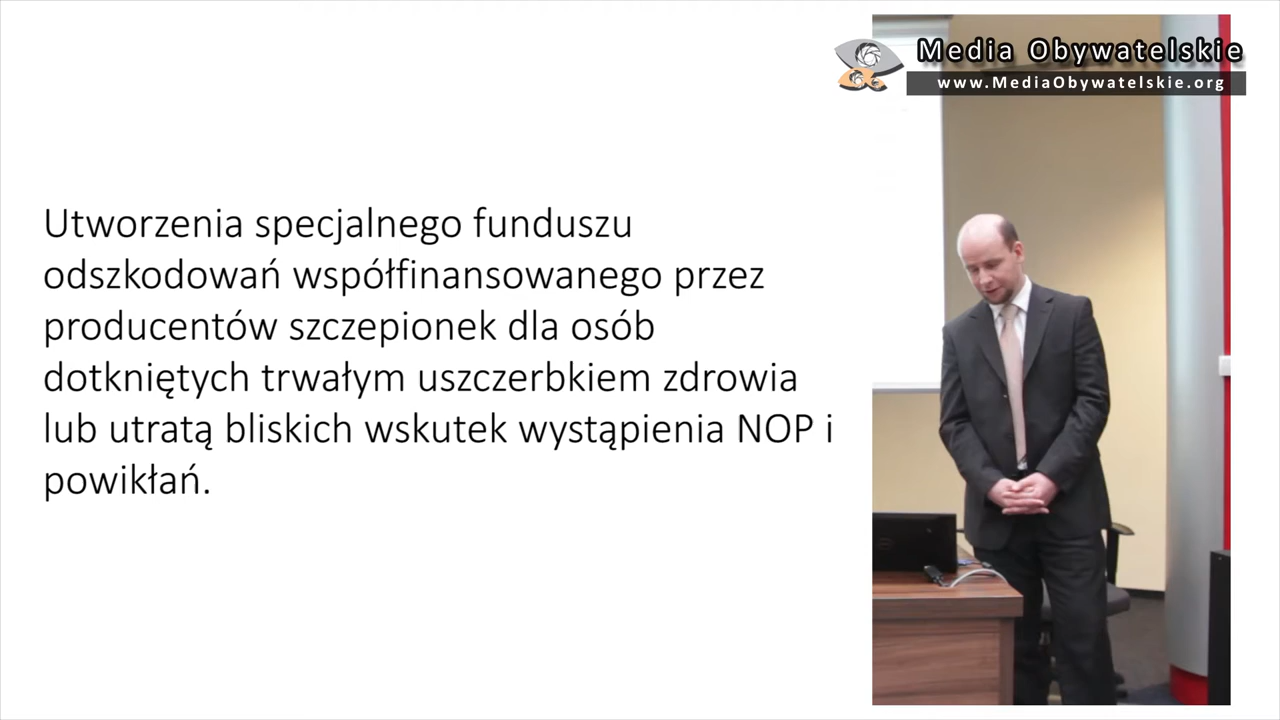 Media Obywatelskie
www.MediaObywatelskie.org
Utworzenia specjalnego funduszu
odszkodowań współfinansowanego przez
producentów szczepionek dla osób
dotkniętych trwałym uszczerbkiem zdrowia
lub utratą bliskich wskutek wystąpienia NOP i
powikłań.